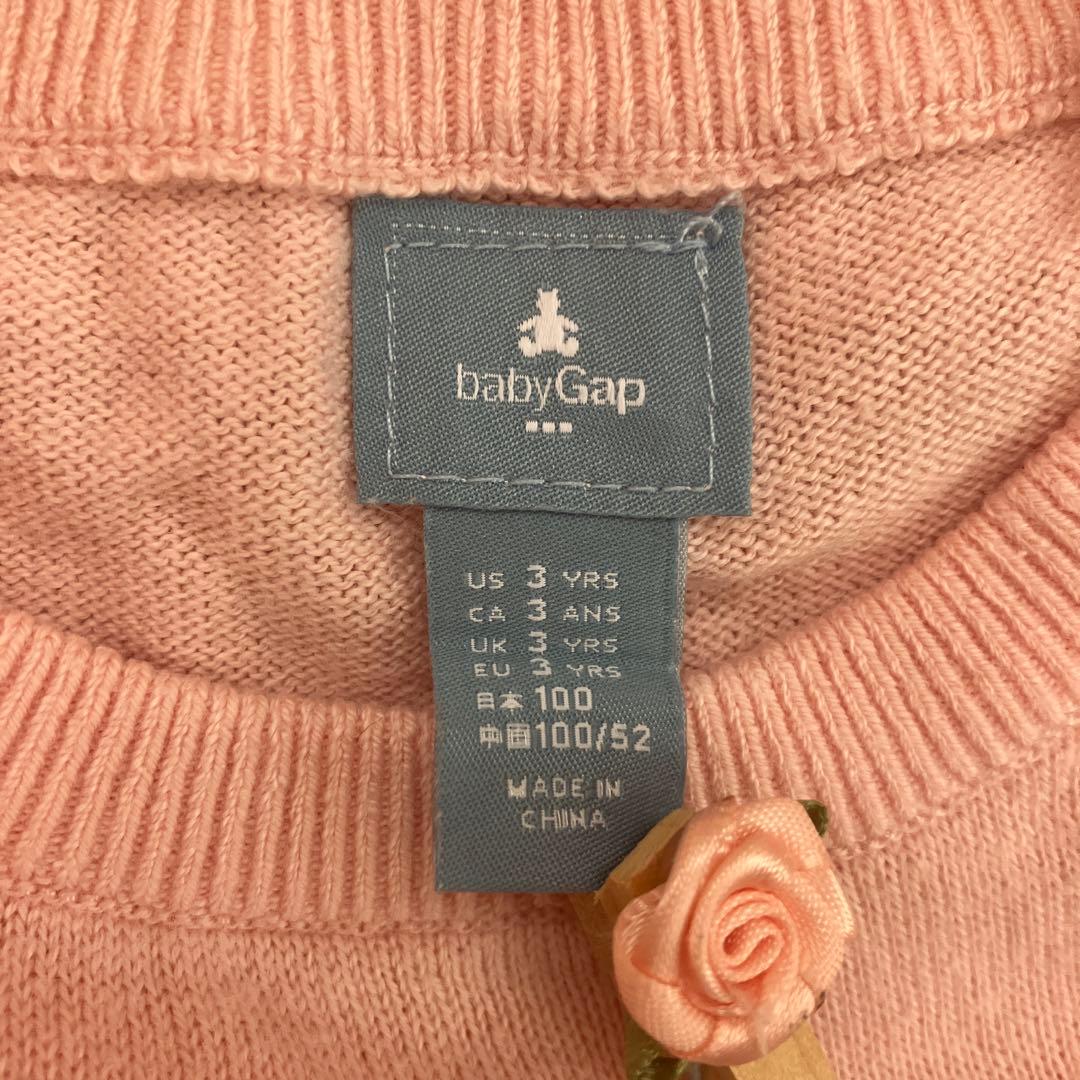 babyGap
US 3 YRS
CA 3 ANS
UK 3 YRS
EU 3 YRS
日本 100
中国 100/52
MADE IN
CHINA